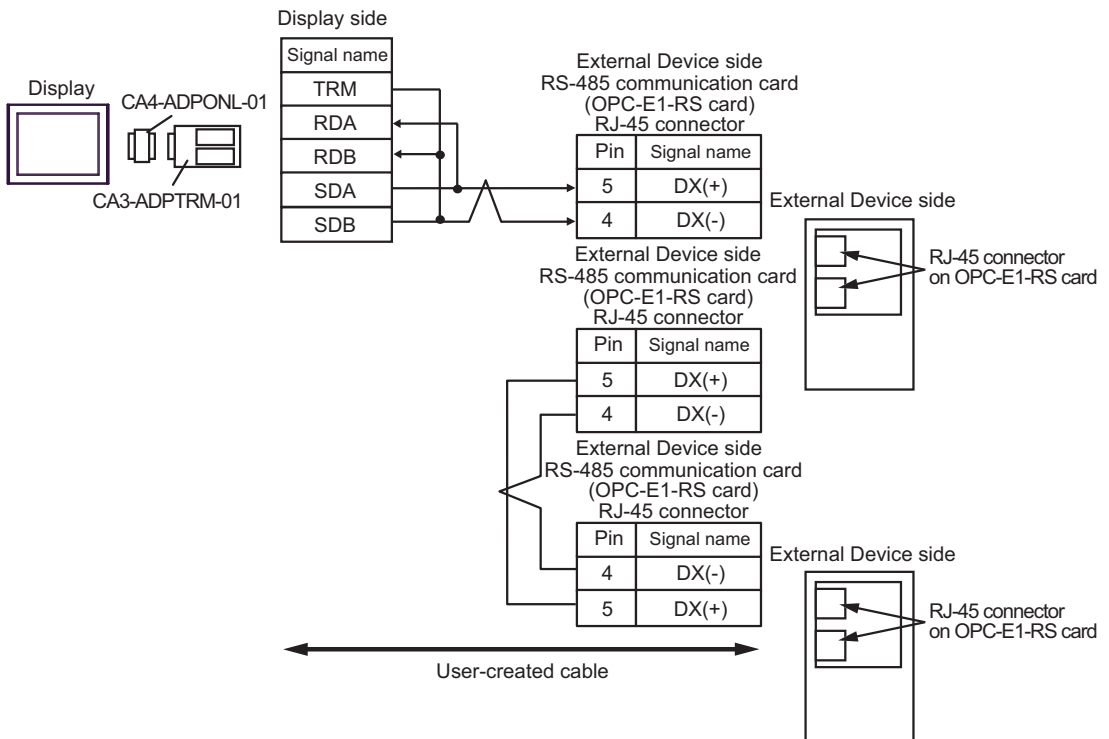 Display side
Signal name
TRM
RDA
RDB
SDA
SDB
Display
CA4-ADPONL-01
CA3-ADPTRM-01
External Device side
RS-485 communication card
(OPC-E1-RS card)
RJ-45 connector
Pin Signal name
5 DX(+)
4 DX(-)
External Device side
RJ-45 connector
on OPC-E1-RS card
External Device side
RS-485 communication card
(OPC-E1-RS card)
RJ-45 connector
Pin Signal name
5 DX(+)
4 DX(-)
External Device side
RS-485 communication card
(OPC-E1-RS card)
RJ-45 connector
Pin Signal name
4 DX(-)
5 DX(+)
External Device side
RJ-45 connector
on OPC-E1-RS card
User-created cable